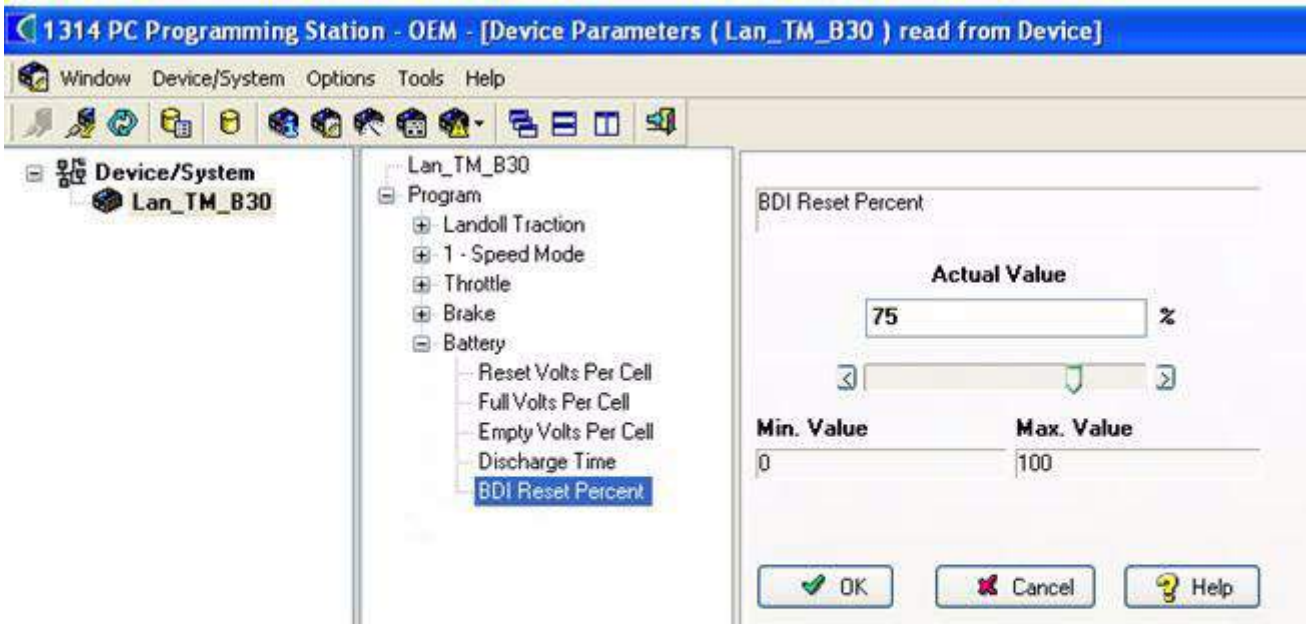 1314 PC Programming Station - OEM - [Device Parameters ( Lan_TM_B30 ) read from Device]
Window Device/System Options Tools Help
Device/System
Lan_TM_B30
Lan_TM_B30
Program
Landoll Traction
1 - Speed Mode
Throttle
Brake
Battery
Reset Volts Per Cell
Full Volts Per Cell
Empty Volts Per Cell
Discharge Time
BDI Reset Percent
BDI Reset Percent
Actual Value
75 %
Min. Value Max. Value
0 100
OK Cancel Help